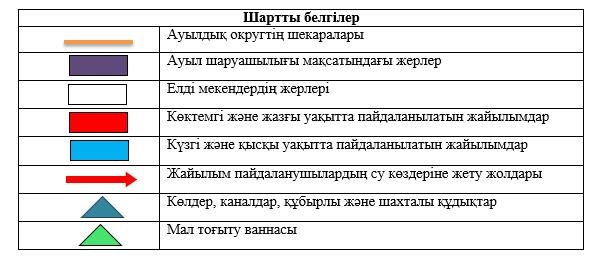 Шартты белгілер
Ауылдық округтің шекаралары
Ауыл шаруашылығы мақсатындағы жерлер
Елді мекендердің жерлері
Көктемгі және жазғы уақытта пайдаланылатын жайылымдар
Күзгі және қысқы уақытта пайдаланылатын жайылымдар
Жайылым пайдаланушылардың су көздеріне жету жолдары
Көлдер, каналдар, құбырлы және шахталы құдықтар
Мал тоғыту ваннасы